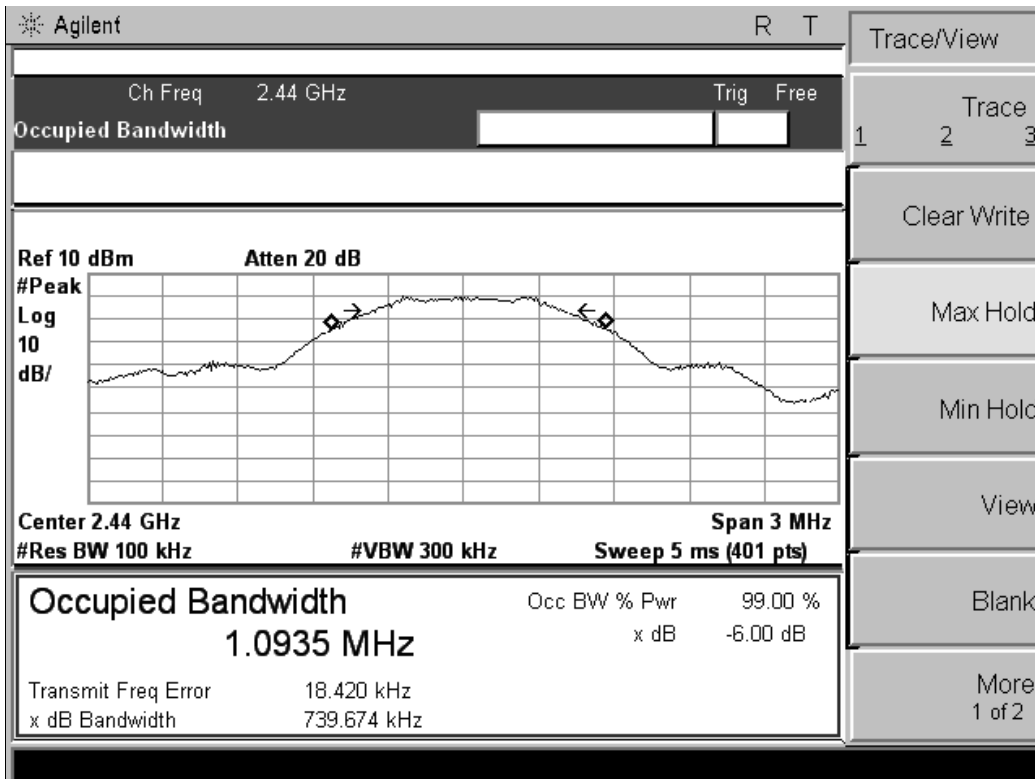 Agilent R T
Ch Freq 2.44 GHz Trig Free
Occupied Bandwidth
Ref 10 dBm Atten 20 dB
#Peak
Log
10
dB/
Center 2.44 GHz Span 3 MHz
#Res BW 100 kHz #VBW 300 kHz Sweep 5 ms (401 pts)
Occupied Bandwidth
1.0935 MHz
Occ BW % Pwr 99.00 %
x dB -6.00 dB
Transmit Freq Error 18.420 kHz
x dB Bandwidth 739.674 kHz
Trace/View
Trace
1 2 3
Clear Write
Max Hold
Min Hold
View
Blank
More
1 of 2